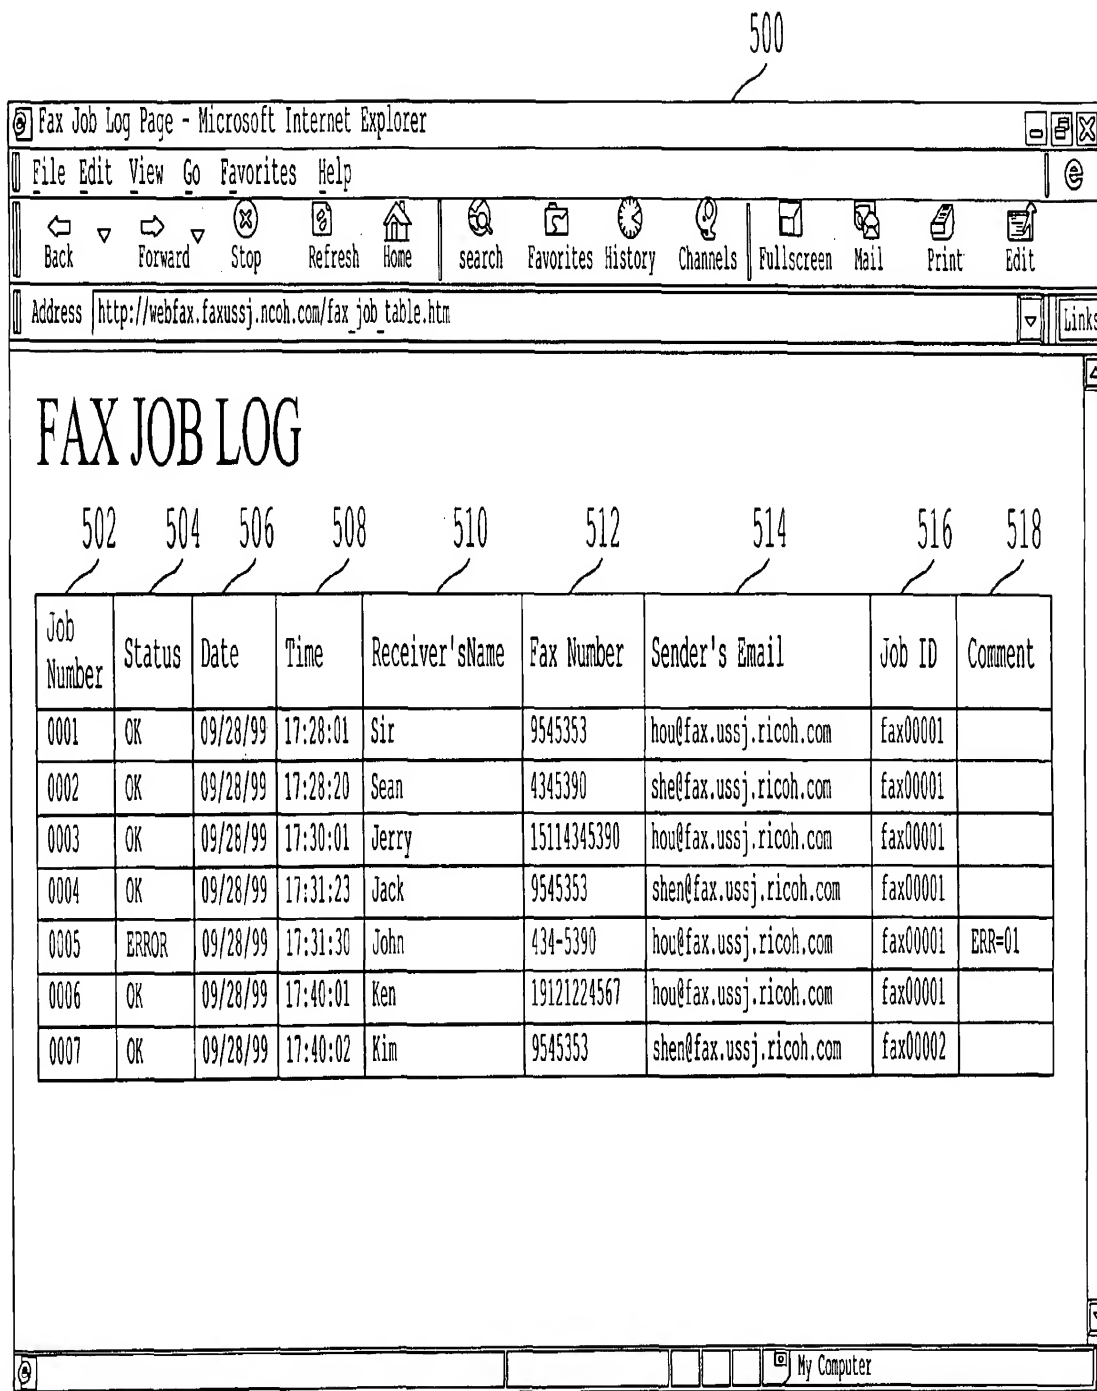 500
Fax Job Log Page - Microsoft Internet Explorer
File Edit View Go Favorites Help
Back Forward Stop Refresh Home search Favorites History Channels Fullscreen Mail Print Edit
Address http://webfax.faxussj.ncoh.com/fax_job_table.htm Links
FAX JOB LOG
502 504 506 508 510 512 514 516 518
Job Number Status Date Time Receiver'sName Fax Number Sender's Email Job ID Comment
0001 OK 09/28/99 17:28:01 Sir 9545353 hou@fax.ussj.ricoh.com fax00001
0002 OK 09/28/99 17:28:20 Sean 4345390 she@fax.ussj.ricoh.com fax00001
0003 OK 09/28/99 17:30:01 Jerry 15114345390 hou@fax.ussj.ricoh.com fax00001
0004 OK 09/28/99 17:31:23 Jack 9545353 shen@fax.ussj.ricoh.com fax00001
0005 ERROR 09/28/99 17:31:30 John 434-5390 hou@fax.ussj.ricoh.com fax00001 ERR=01
0006 OK 09/28/99 17:40:01 Ken 19121224567 hou@fax.ussj.ricoh.com fax00001
0007 OK 09/28/99 17:40:02 Kim 9545353 shen@fax.ussj.ricoh.com fax00002
My Computer